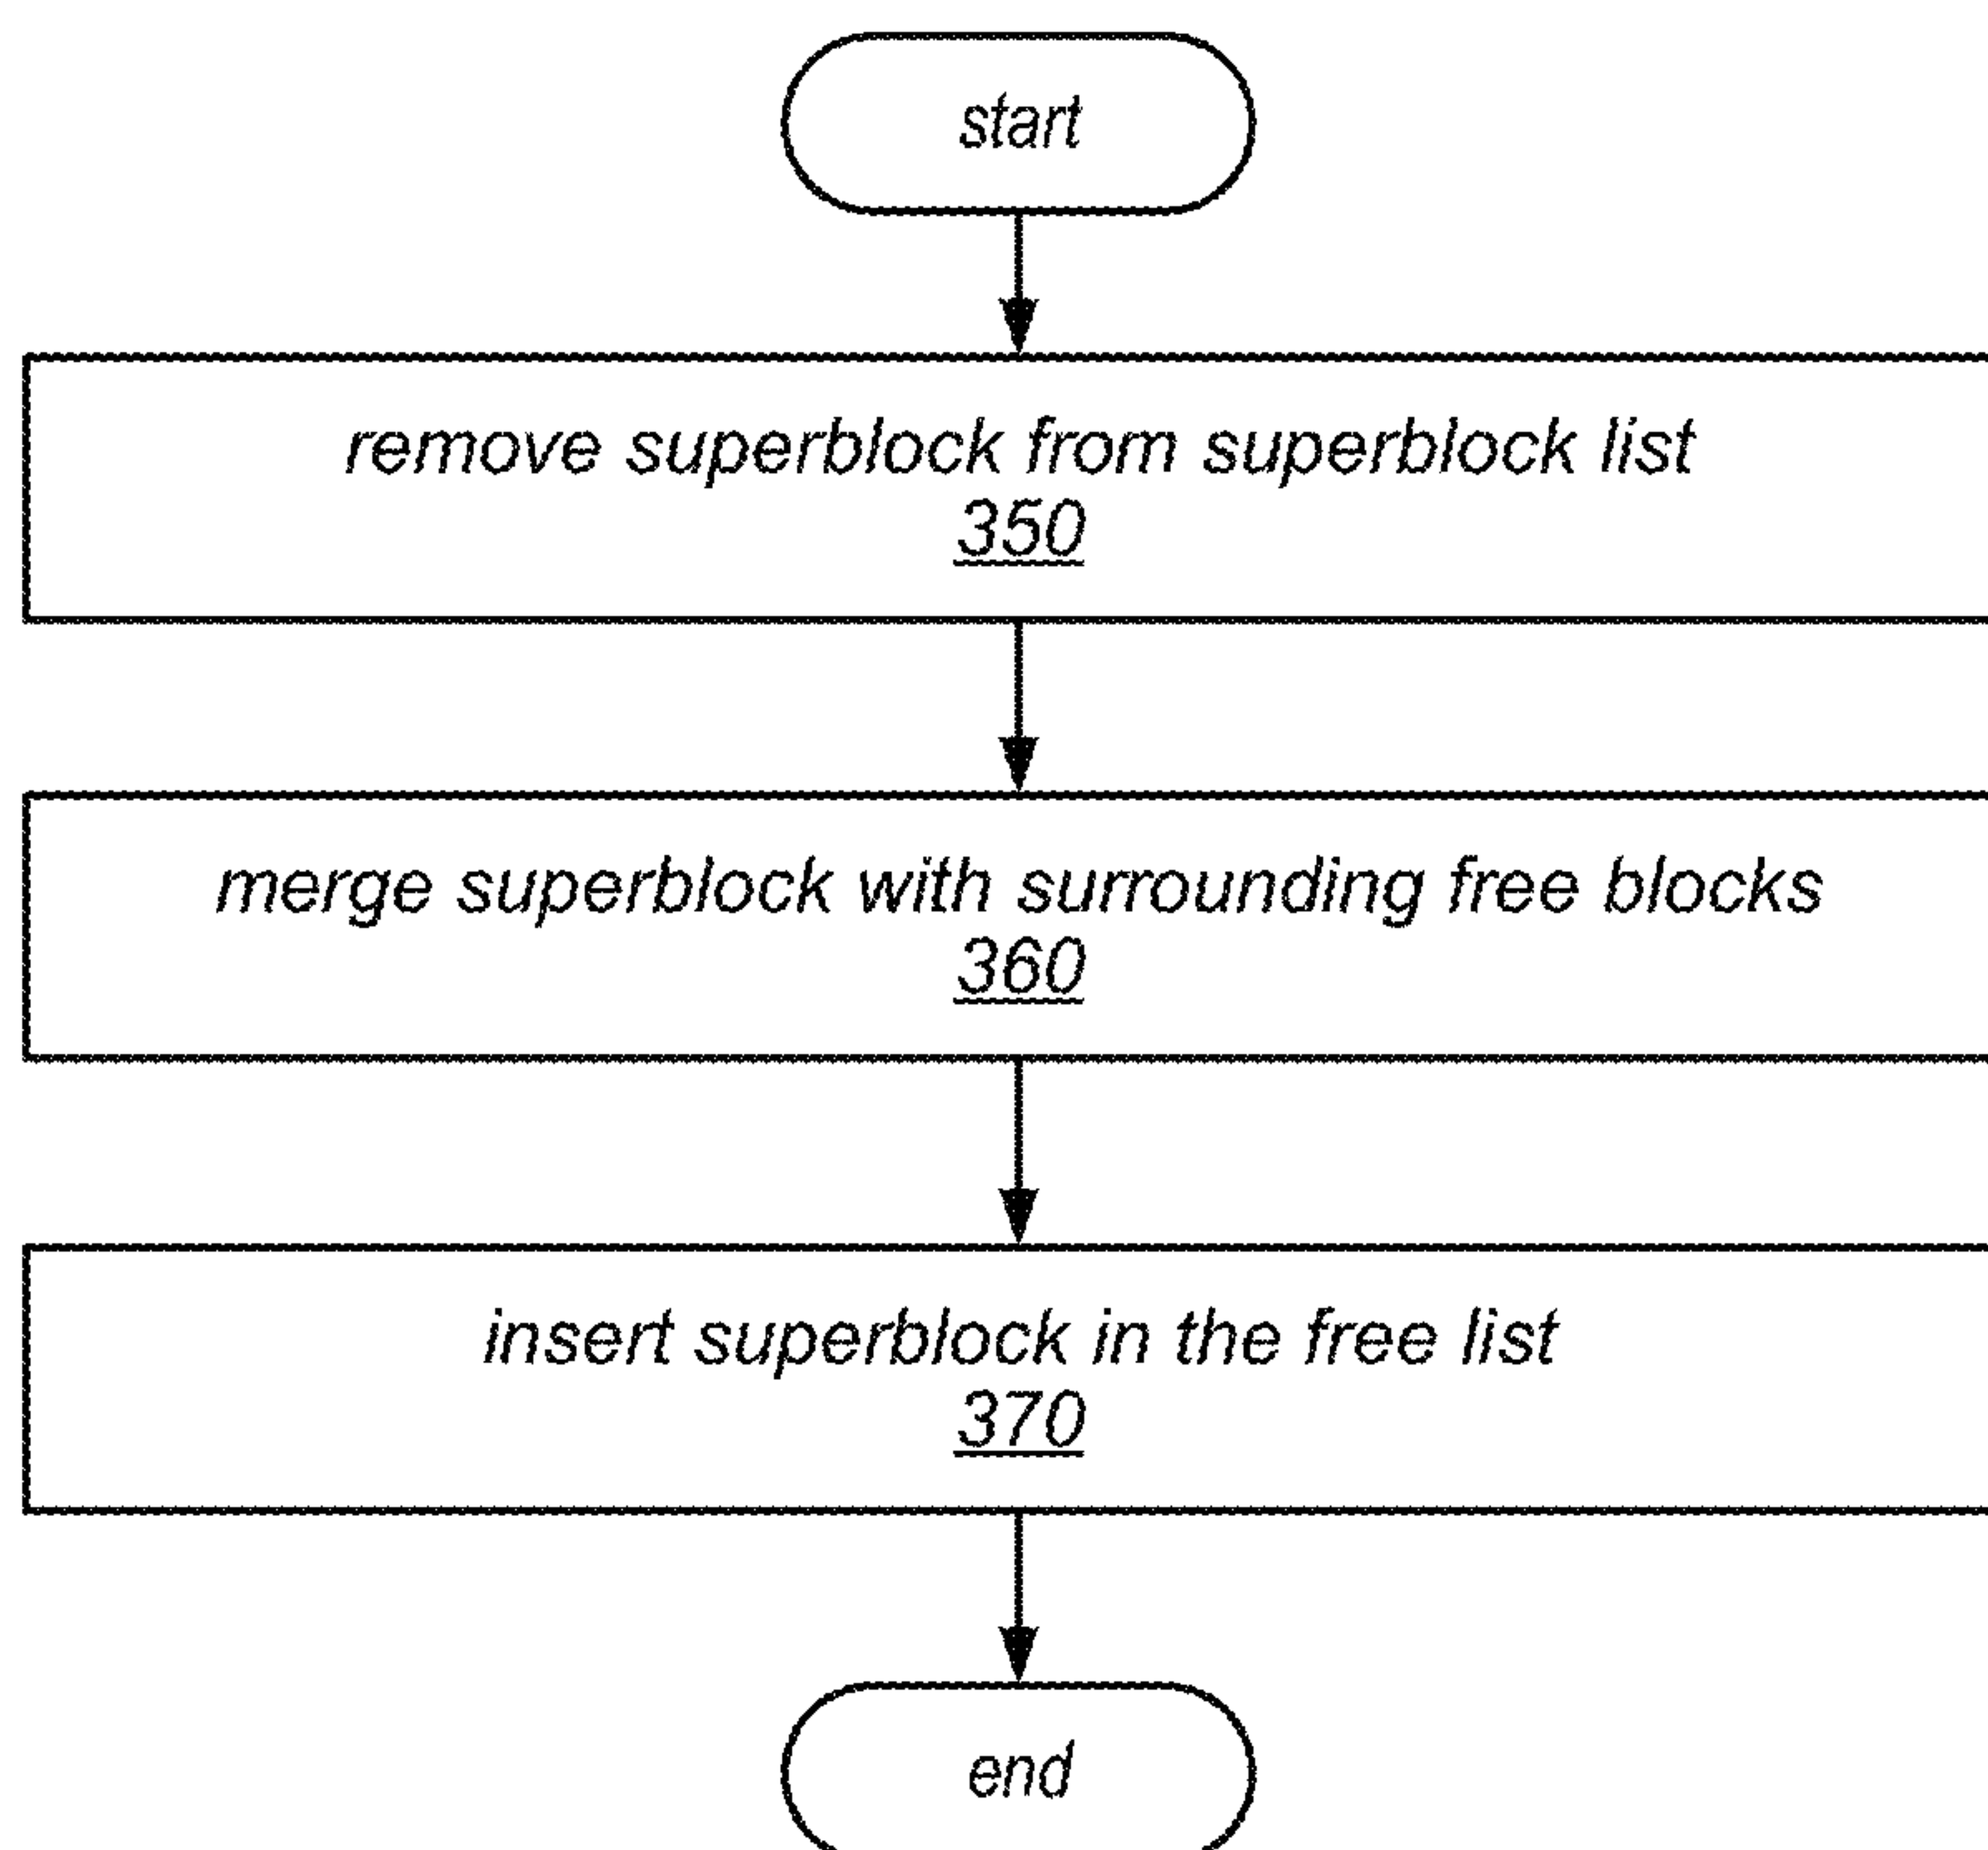 start
remove superblock from superblock list
350
merge superblock with surrounding free blocks
360
insert superblock in the free list
370
end